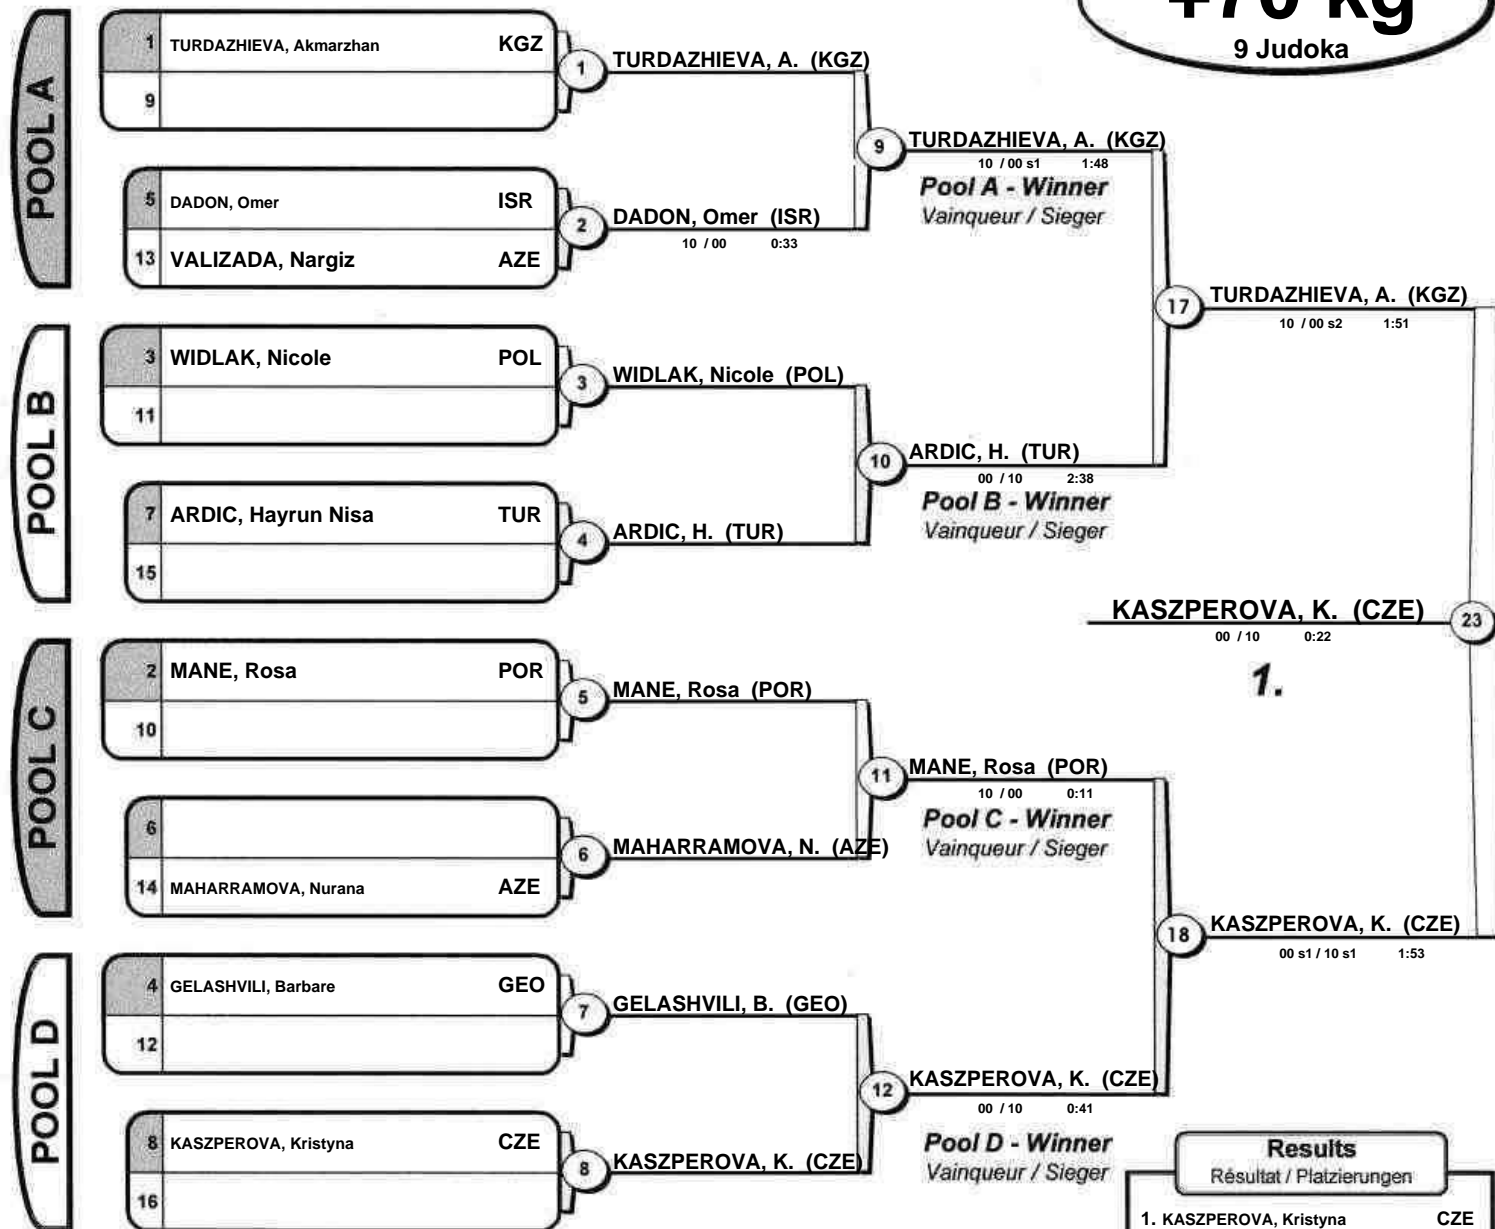 +70 kg
9 Judoka
POOL A
1 TURDAZHIEVA, Akmarzhan KGZ
9
1
TURDAZHIEVA, A. (KGZ)
5 DADON, Omer ISR
13 VALIZADA, Nargiz AZE
2
DADON, Omer (ISR)
10 / 00 0:33
9
TURDAZHIEVA, A. (KGZ)
10 / 00 s1 1:48
Pool A - Winner
Vainqueur / Sieger
POOL B
3 WIDLAK, Nicole POL
11
3
WIDLAK, Nicole (POL)
7 ARDIC, Hayrun Nisa TUR
15
4
ARDIC, H. (TUR)
10
ARDIC, H. (TUR)
00 / 10 2:38
Pool B - Winner
Vainqueur / Sieger
17
TURDAZHIEVA, A. (KGZ)
10 / 00 s2 1:51
KASZPEROVA, K. (CZE)
00 / 10 0:22
23
1.
POOL C
2 MANE, Rosa POR
10
5
MANE, Rosa (POR)
6
14 MAHARRAMOVA, Nurana AZE
6
MAHARRAMOVA, N. (AZE)
11
MANE, Rosa (POR)
10 / 00 0:11
Pool C - Winner
Vainqueur / Sieger
POOL D
4 GELASHVILI, Barbare GEO
12
7
GELASHVILI, B. (GEO)
8 KASZPEROVA, Kristyna CZE
16
8
KASZPEROVA, K. (CZE)
12
KASZPEROVA, K. (CZE)
00 / 10 0:41
Pool D - Winner
Vainqueur / Sieger
18
KASZPEROVA, K. (CZE)
00 s1 / 10 s1 1:53
Results
Résultat / Platzierungen
1. KASZPEROVA, Kristyna CZE